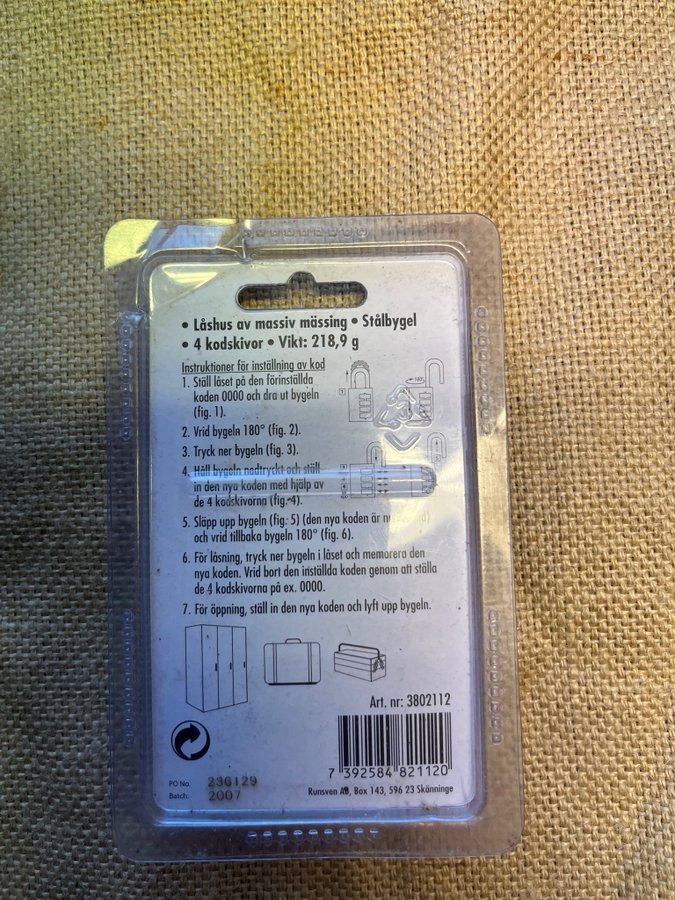 • Låshus av massiv mässing • Stålbygel
• 4 kodskivor • Vikt: 218,9 g
Instruktioner för inställning av kod
1. Ställ låset på den förinställda
koden 0000 och dra ut bygeln
(fig. 1).
2. Vrid bygeln 180° (fig. 2).
3. Tryck ner bygeln (fig. 3).
4. Håll bygeln nedtryckt och ställ
in den nya koden med hjälp av
de 4 kodskivorna (fig. 4).
5. Släpp upp bygeln (fig. 5) (den nya koden är
och vrid tillbaka bygeln 180° (fig. 6).
6. För låsning, tryck ner bygeln i låset och memorera den
nya koden. Vrid bort den inställda koden genom att ställa
de 4 kodskivorna på ex. 0000.
7. För öppning, ställ in den nya koden och lyft upp bygeln.
1
180°
Art. nr: 3802112
7 392584 821120
PO No. 236129
Batch: 2007
Runsven AB, Box 143, 596 23 Skänninge